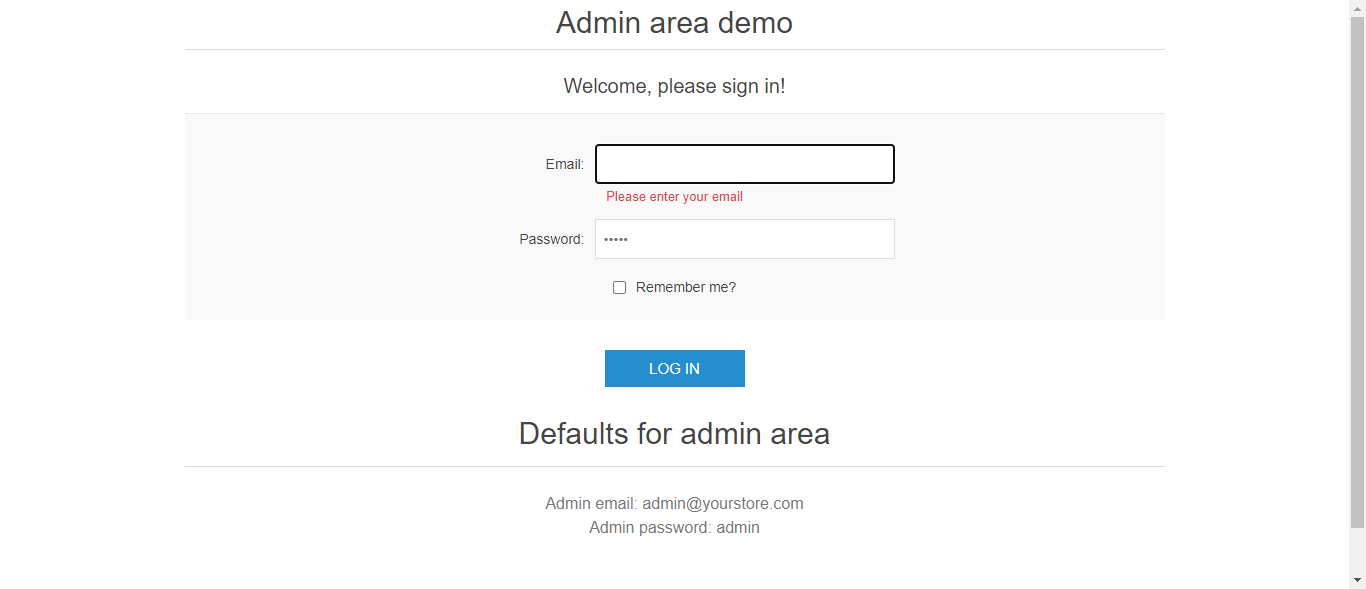 Admin area demo
Welcome, please sign in!
Email:
Please enter your email
Password: •••••
Remember me?
LOG IN
Defaults for admin area
Admin email: admin@yourstore.com
Admin password: admin